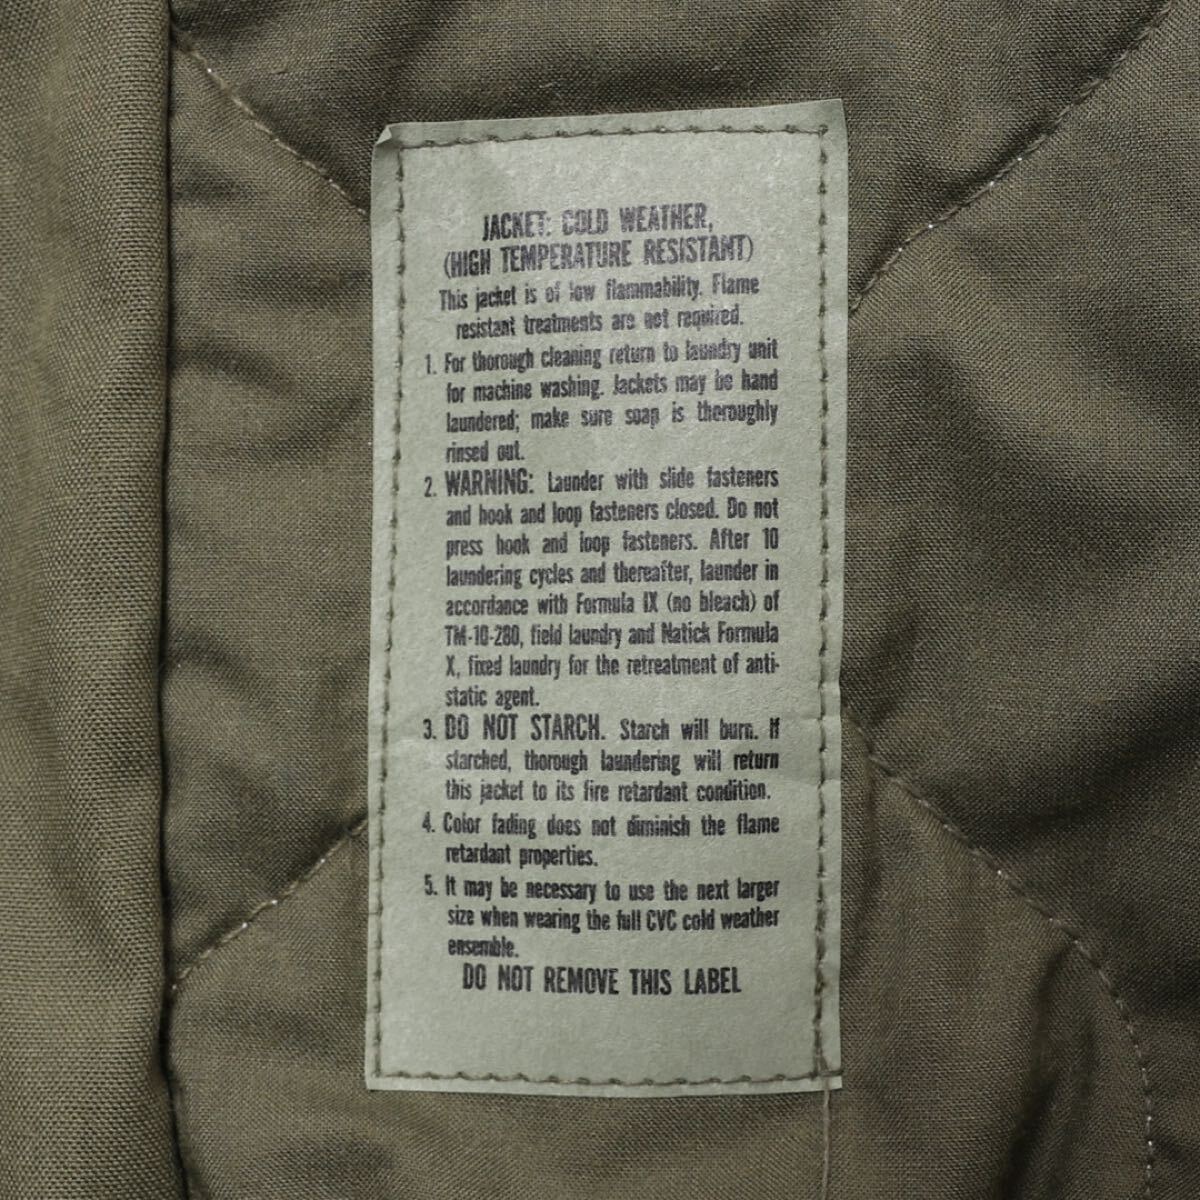 JACKET: COLD WEATHER,
(HIGH TEMPERATURE RESISTANT)
This jacket is of low flammability. Flame
resistant treatments are not required.
1. For thorough cleaning return to laundry unit
for machine washing. Jackets may be hand
laundered; make sure soap is thoroughly
rinsed out.
2. WARNING: Launder with slide fasteners
and hook and loop fasteners closed. Do not
press hook and loop fasteners. After 10
laundering cycles and thereafter, launder in
accordance with Formula IX (no bleach) of
TM-10-280, field laundry and Natick Formula
X, fixed laundry for the retreatment of anti-
static agent.
3. DO NOT STARCH. Starch will burn. If
starched, thorough laundering will return
this jacket to its fire retardant condition.
4. Color fading does not diminish the flame
retardant properties.
5. It may be necessary to use the next larger
size when wearing the full CVC cold weather
ensemble.
DO NOT REMOVE THIS LABEL